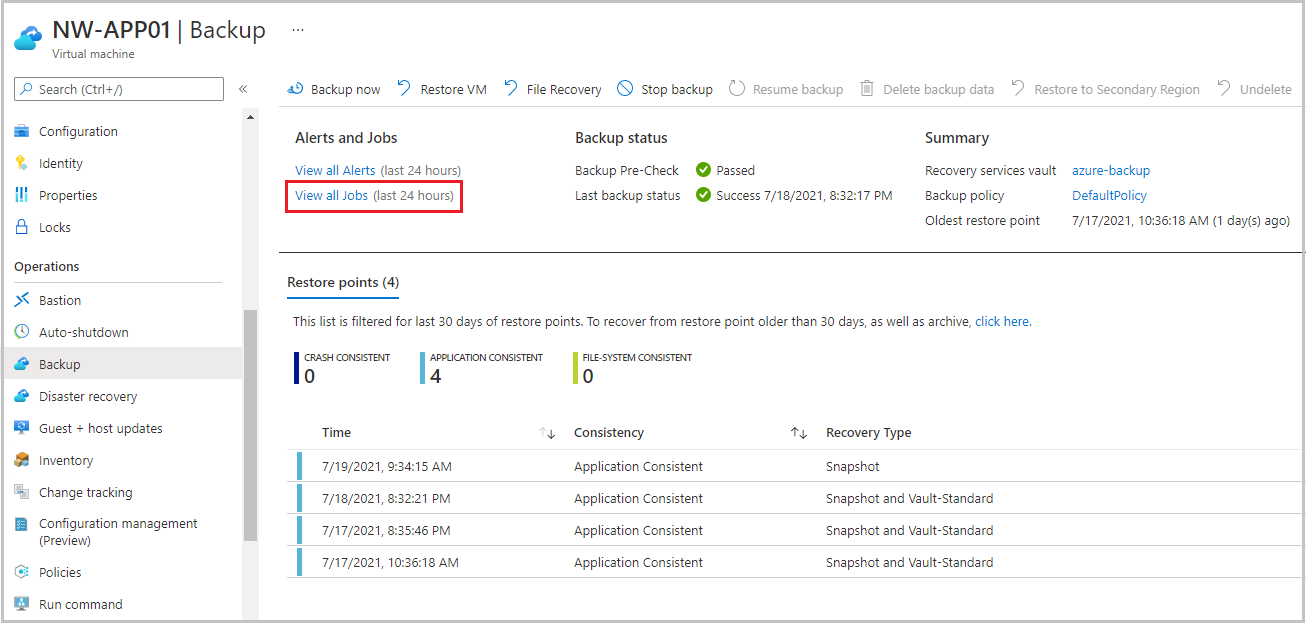 NW-APP01 | Backup ...
Virtual machine
Search (Ctrl+/)
«
Configuration
Identity
Properties
Locks
Operations
Bastion
Auto-shutdown
Backup
Disaster recovery
Guest + host updates
Inventory
Change tracking
Configuration management
(Preview)
Policies
Run command
Backup now Restore VM File Recovery Stop backup Resume backup Delete backup data Restore to Secondary Region Undelete
Alerts and Jobs
View all Alerts (last 24 hours)
View all Jobs (last 24 hours)
Backup status
Backup Pre-Check Passed
Last backup status Success 7/18/2021, 8:32:17 PM
Summary
Recovery services vault azure-backup
Backup policy DefaultPolicy
Oldest restore point 7/17/2021, 10:36:18 AM (1 day(s) ago)
Restore points (4)
This list is filtered for last 30 days of restore points. To recover from restore point older than 30 days, as well as archive, click here.
CRASH CONSISTENT
0
APPLICATION CONSISTENT
4
FILE-SYSTEM CONSISTENT
0
Time Consistency Recovery Type
7/19/2021, 9:34:15 AM Application Consistent Snapshot
7/18/2021, 8:32:21 PM Application Consistent Snapshot and Vault-Standard
7/17/2021, 8:35:46 PM Application Consistent Snapshot and Vault-Standard
7/17/2021, 10:36:18 AM Application Consistent Snapshot and Vault-Standard